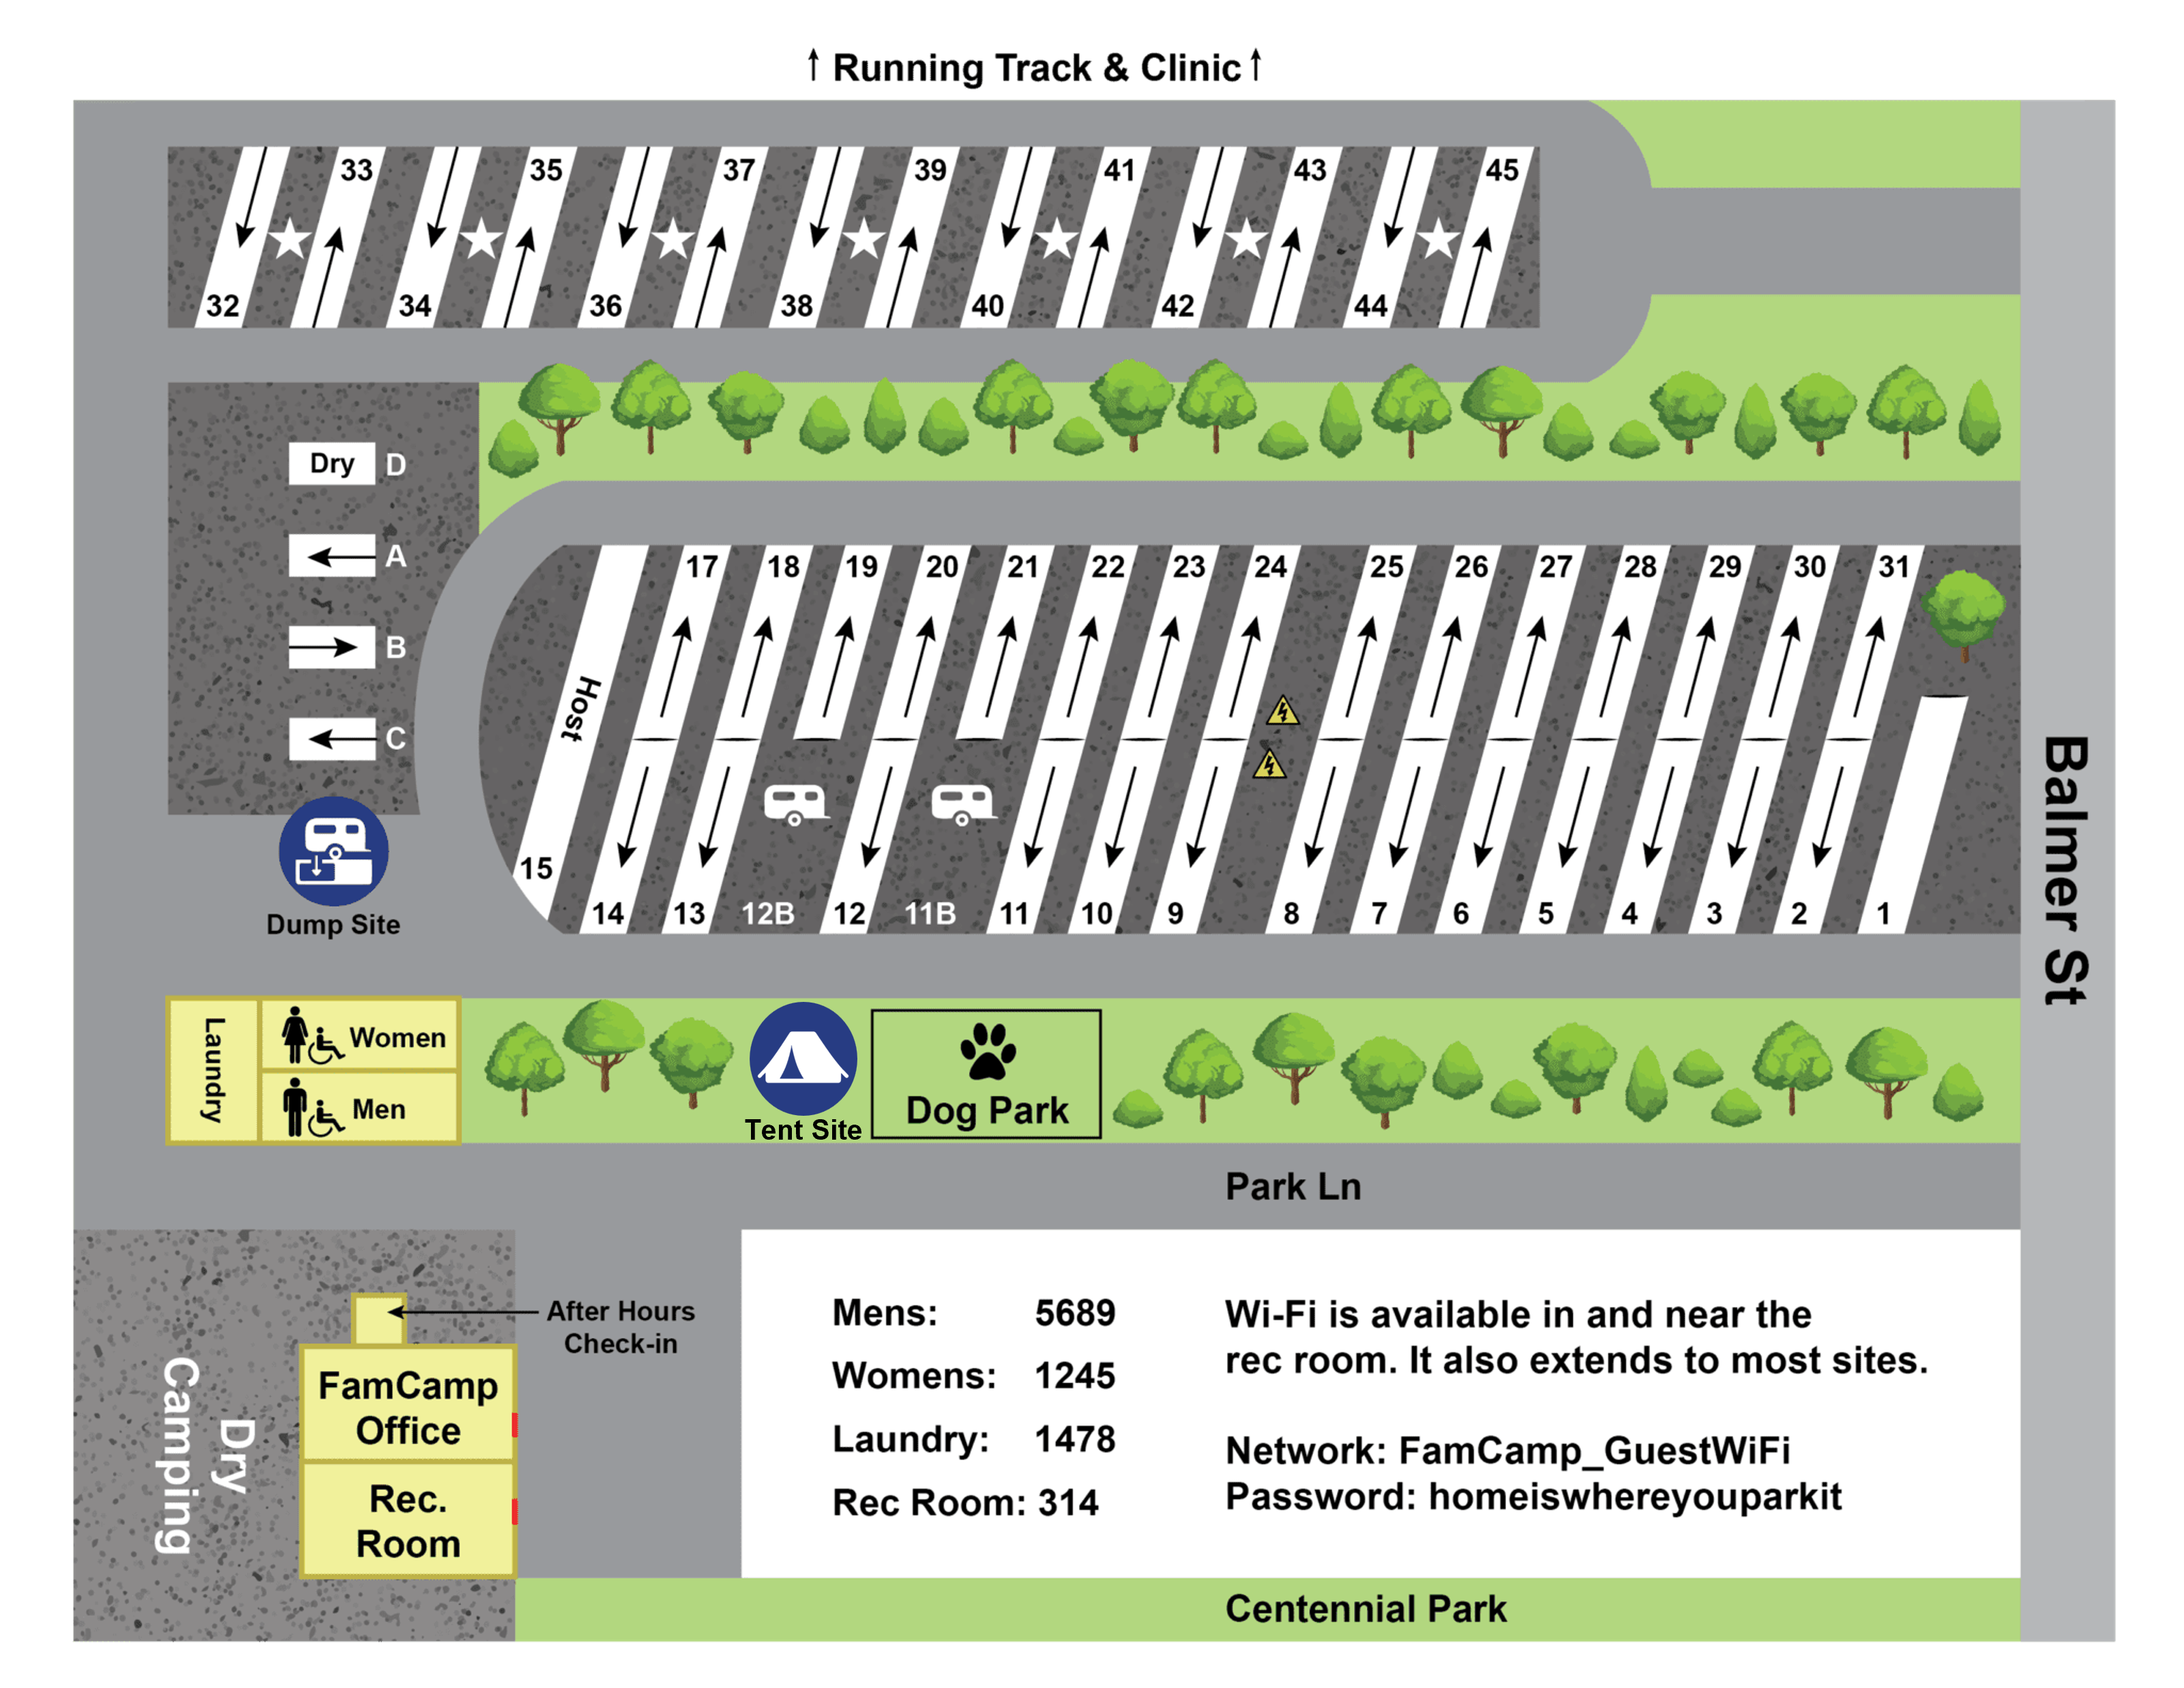 Running Track & Clinic
33 35 37 39 41 43 45
32 34 36 38 40 42 44
Dry D
A
B
C
17 18 19 20 21 22 23 24 25 26 27 28 29 30 31
Host
15
14 13 12B 12 11B 11 10 9 8 7 6 5 4 3 2 1
Dump Site
Balmer St
Laundry
Women
Men
Tent Site
Dog Park
Park Ln
After Hours
Check-in
FamCamp
Office
Rec.
Room
Dry
Camping
Mens: 5689
Womens: 1245
Laundry: 1478
Rec Room: 314
Wi-Fi is available in and near the
rec room. It also extends to most sites.
Network: FamCamp_GuestWiFi
Password: homeiswhereyouparkit
Centennial Park